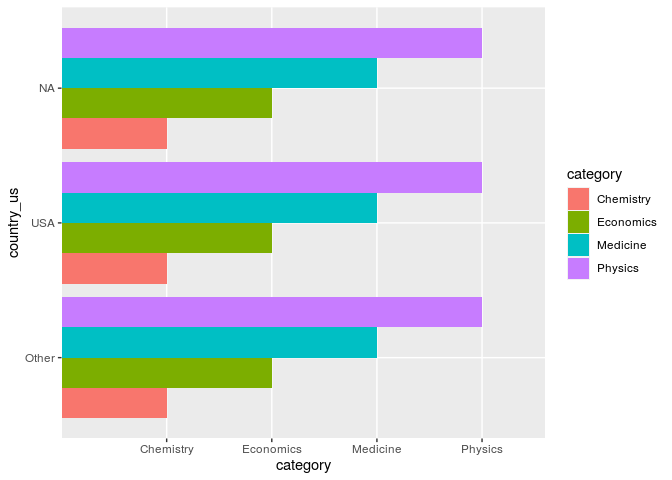 NA
USA
Other
country_us
Chemistry Economics Medicine Physics
category
category
Chemistry
Economics
Medicine
Physics